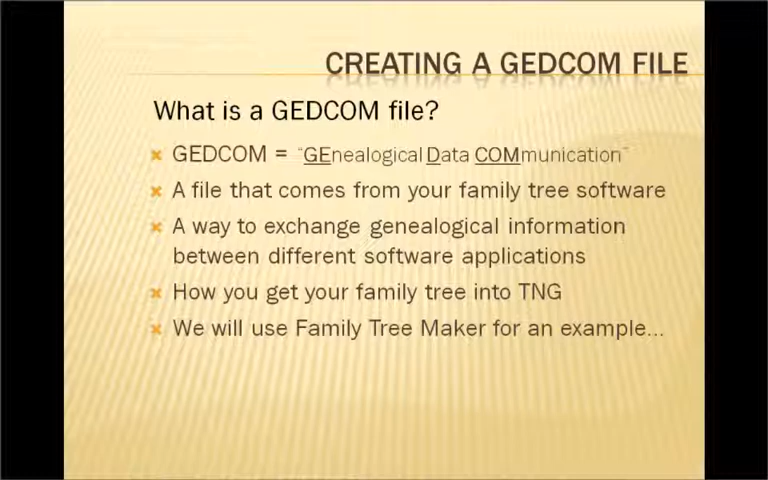 CREATING A GEDCOM FILE
What is a GEDCOM file?
GEDCOM = "GEnealogical Data COMmunication"
A file that comes from your family tree software
A way to exchange genealogical information
between different software applications
How you get your family tree into TNG
We will use Family Tree Maker for an example...